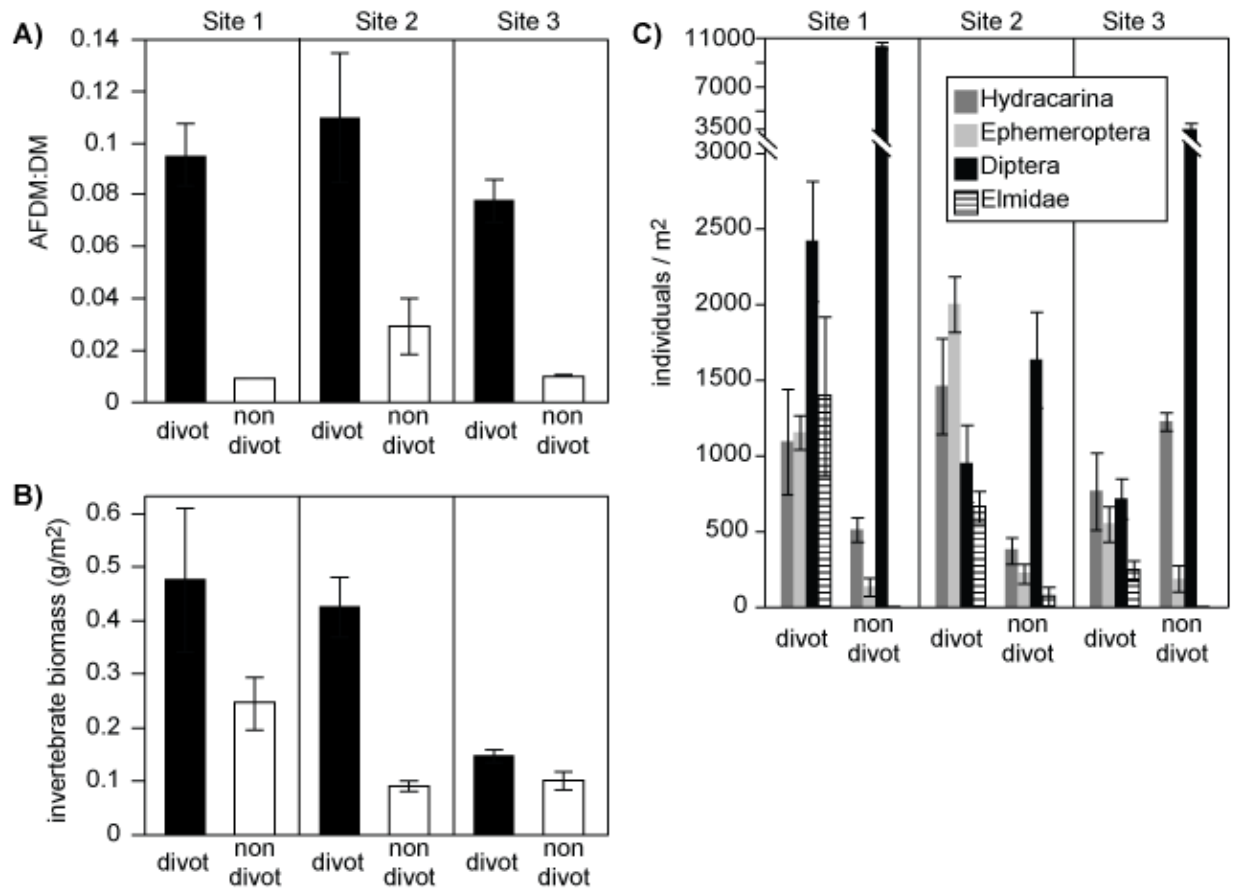 A)
Site 1 Site 2 Site 3
0.14
0.12
0.1
0.08
0.06
0.04
0.02
0
AFDM:DM
divot non divot divot non divot divot non divot
B)
0.6
0.5
0.4
0.3
0.2
0.1
0
invertebrate biomass (g/m2)
divot non divot divot non divot divot non divot
C)
Site 1 Site 2 Site 3
11000
7000
3500
3000
2500
2000
1500
1000
500
0
individuals / m2
Hydracarina
Ephemeroptera
Diptera
Elmidae
divot non divot divot non divot divot non divot